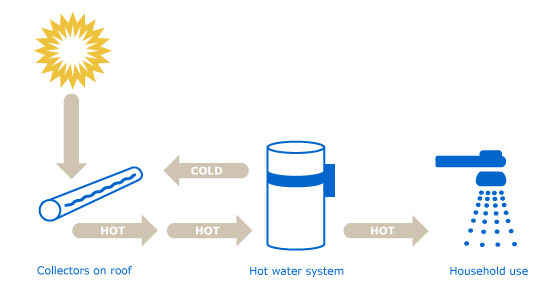 COLD
HOT
HOT
HOT
Collectors on roof
Hot water system
Household use